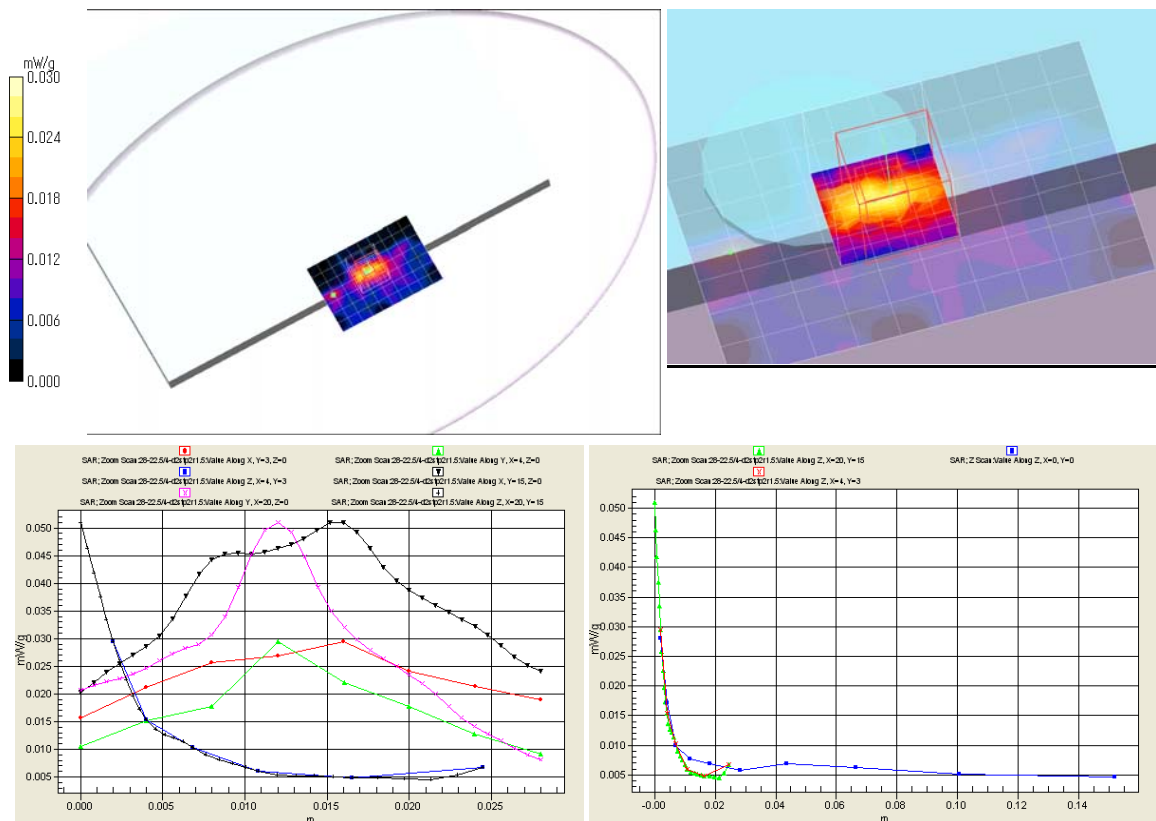 mW/g
0.030
0.024
0.018
0.012
0.006
0.000
SAR; Zoom Scan:28-22.5/4-d2s1p2r1.5:Value Along X, Y=3, Z=0
SAR; Zoom Scan:28-22.5/4-d2s1p2r1.5:Value Along Y, X=4, Z=0
SAR; Zoom Scan:28-22.5/4-d2s1p2r1.5:Value Along Z, X=4, Y=3
SAR; Zoom Scan:28-22.5/4-d2s1p2r1.5:Value Along X, Y=15, Z=0
SAR; Zoom Scan:28-22.5/4-d2s1p2r1.5:Value Along Y, X=20, Z=0
SAR; Zoom Scan:28-22.5/4-d2s1p2r1.5:Value Along Z, X=20, Y=15
0.050
0.045
0.040
0.035
0.030
0.025
0.020
0.015
0.010
0.005
mW/g
0.000
0.005
0.010
0.015
0.020
0.025
m
SAR; Zoom Scan:28-22.5/4-d2s1p2r1.5:Value Along Z, X=20, Y=15
SAR; Z Scan:Value Along Z, X=0, Y=0
SAR; Zoom Scan:28-22.5/4-d2s1p2r1.5:Value Along Z, X=4, Y=3
0.050
0.045
0.040
0.035
0.030
0.025
0.020
0.015
0.010
0.005
mW/g
-0.00
0.02
0.04
0.06
0.08
0.10
0.12
0.14
m